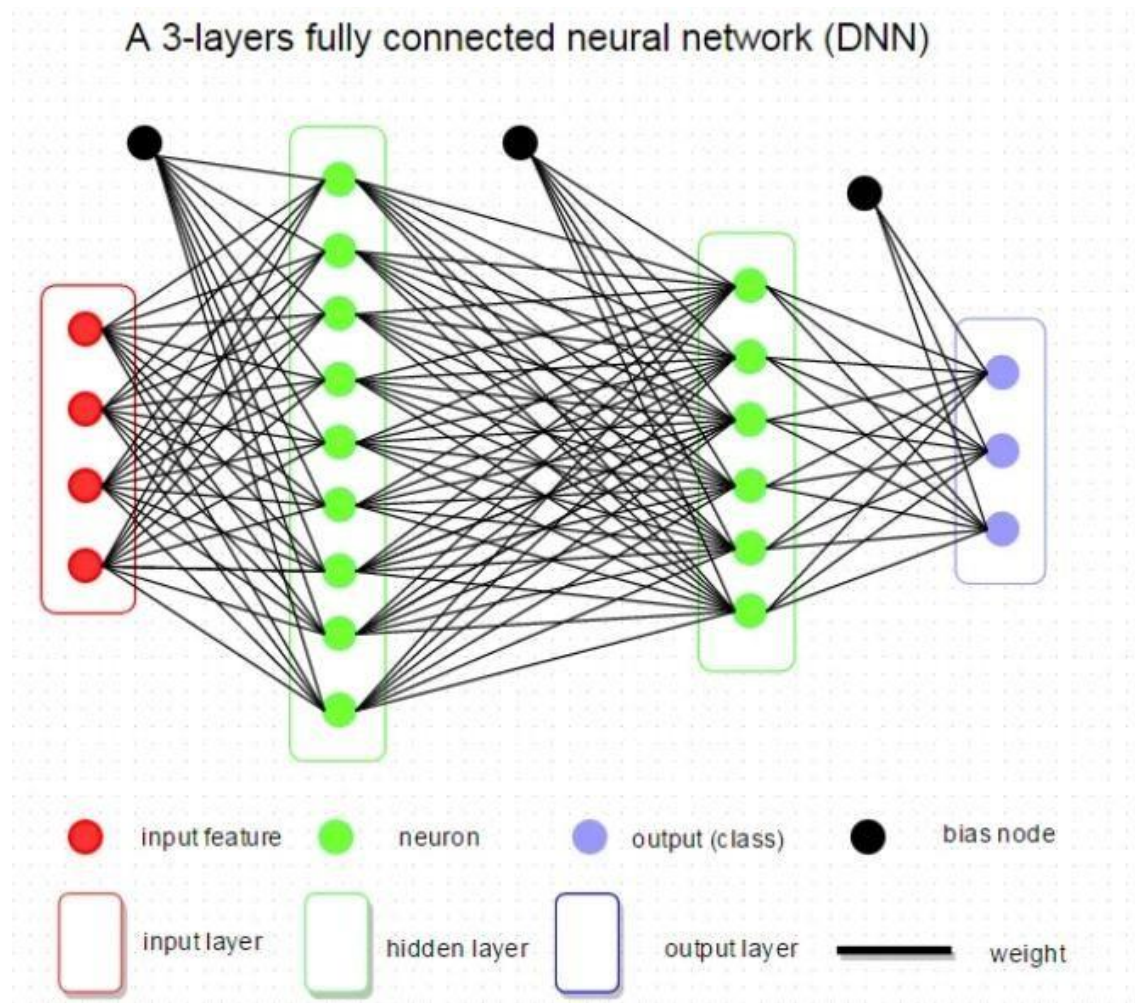 A 3-layers fully connected neural network (DNN)
input feature
neuron
output (class)
bias node
input layer
hidden layer
output layer
weight